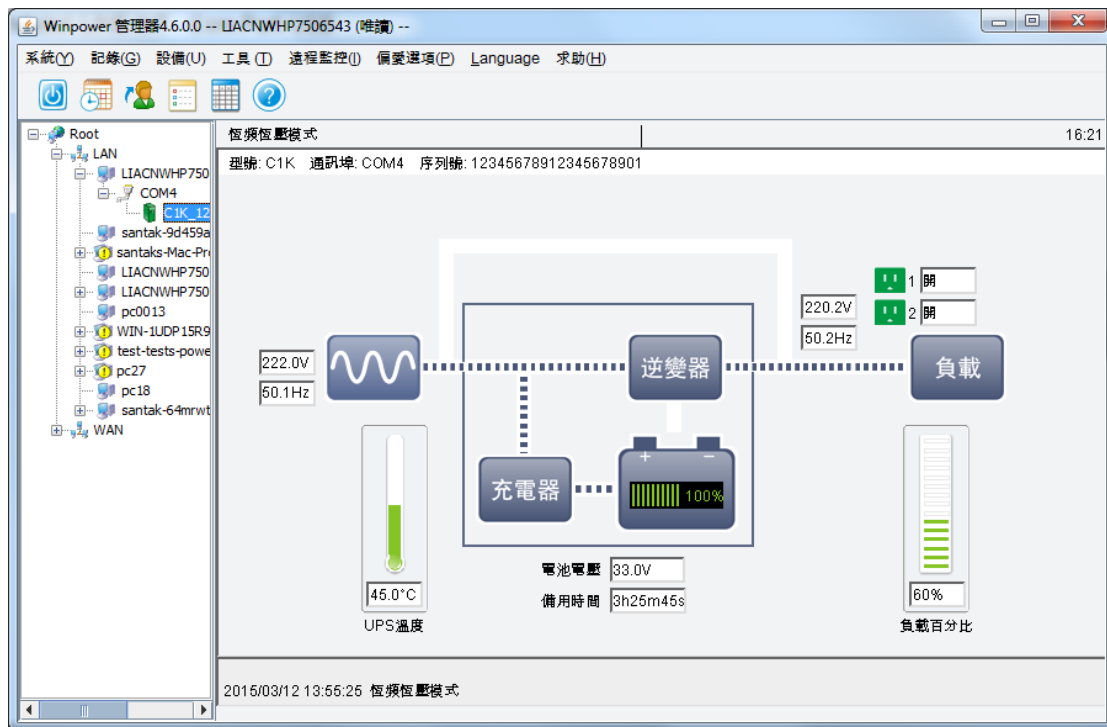 Winpower 管理器4.6.0.0 -- LIACNWHP7506543 (唯讀) --
系統(Y) 記錄(G) 設備(U) 工具 (T) 遠程監控(I) 偏愛選項(P) Language 求助(H)
Root
LAN
LIACNWHP750
COM4
C1K_12
santak-9d459a
santaks-Mac-Pr
LIACNWHP750
LIACNWHP750
pc0013
WIN-1UDP15R9
test-tests-powe
pc27
pc18
santak-64mrwt
WAN
恆頻恆壓模式 16:21
型號: C1K 通訊埠: COM4 序列號: 12345678912345678901
1 開
220.2V
2 開
50.2Hz
222.0V
50.1Hz
逆變器
負載
充電器
+ −
100%
電池電壓 33.0V
備用時間 3h25m45s
45.0°C
UPS溫度
60%
負載百分比
2015/03/12 13:55:25 恆頻恆壓模式